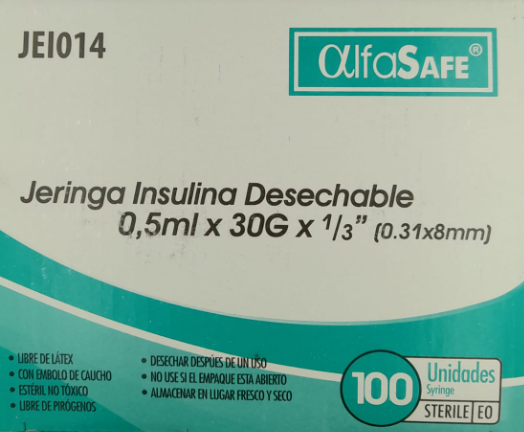 JEI014
αlfaSAFE®
Jeringa Insulina Desechable
0,5ml x 30G x 1/3” (0.31x8mm)
• LIBRE DE LÁTEX
• CON EMBOLO DE CAUCHO
• ESTÉRIL NO TÓXICO
• LIBRE DE PIRÓGENOS
• DESECHAR DESPUES DE UN USO
• NO USE SI EL EMPAQUE ESTA ABIERTO
• ALMACENAR EN LUGAR FRESCO Y SECO
100 Unidades
Syringe
STERILE EO